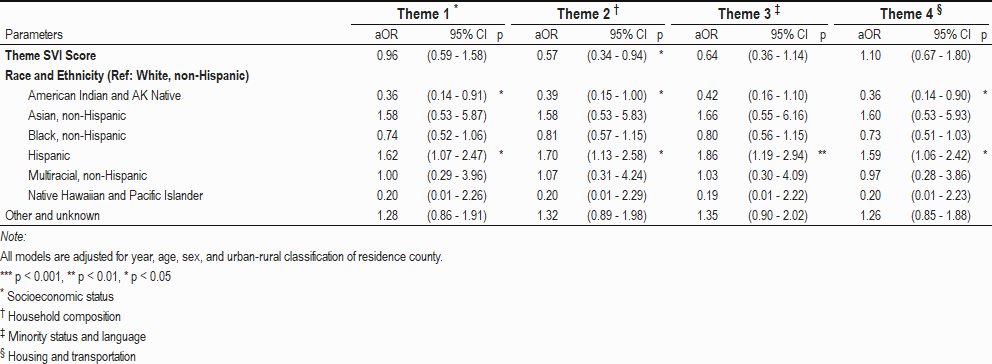 Theme 1 * Theme 2 † Theme 3 ‡ Theme 4 §
Parameters aOR 95% CI p aOR 95% CI p aOR 95% CI p aOR 95% CI p
Theme SVI Score 0.96 (0.59 - 1.58) 0.57 (0.34 - 0.94) * 0.64 (0.36 - 1.14) 1.10 (0.67 - 1.80)
Race and Ethnicity (Ref: White, non-Hispanic)
American Indian and AK Native 0.36 (0.14 - 0.91) * 0.39 (0.15 - 1.00) * 0.42 (0.16 - 1.10) 0.36 (0.14 - 0.90) *
Asian, non-Hispanic 1.58 (0.53 - 5.87) 1.58 (0.53 - 5.83) 1.66 (0.55 - 6.16) 1.60 (0.53 - 5.93)
Black, non-Hispanic 0.74 (0.52 - 1.06) 0.81 (0.57 - 1.15) 0.80 (0.56 - 1.15) 0.73 (0.51 - 1.03)
Hispanic 1.62 (1.07 - 2.47) * 1.70 (1.13 - 2.58) * 1.86 (1.19 - 2.94) ** 1.59 (1.06 - 2.42) *
Multiracial, non-Hispanic 1.00 (0.29 - 3.96) 1.07 (0.31 - 4.24) 1.03 (0.30 - 4.09) 0.97 (0.28 - 3.86)
Native Hawaiian and Pacific Islander 0.20 (0.01 - 2.26) 0.20 (0.01 - 2.29) 0.19 (0.01 - 2.22) 0.20 (0.01 - 2.23)
Other and unknown 1.28 (0.86 - 1.91) 1.32 (0.89 - 1.98) 1.35 (0.90 - 2.02) 1.26 (0.85 - 1.88)
Note:
All models are adjusted for year, age, sex, and urban-rural classification of residence county.
*** p < 0.001, ** p < 0.01, * p < 0.05
* Socioeconomic status
† Household composition
‡ Minority status and language
§ Housing and transportation